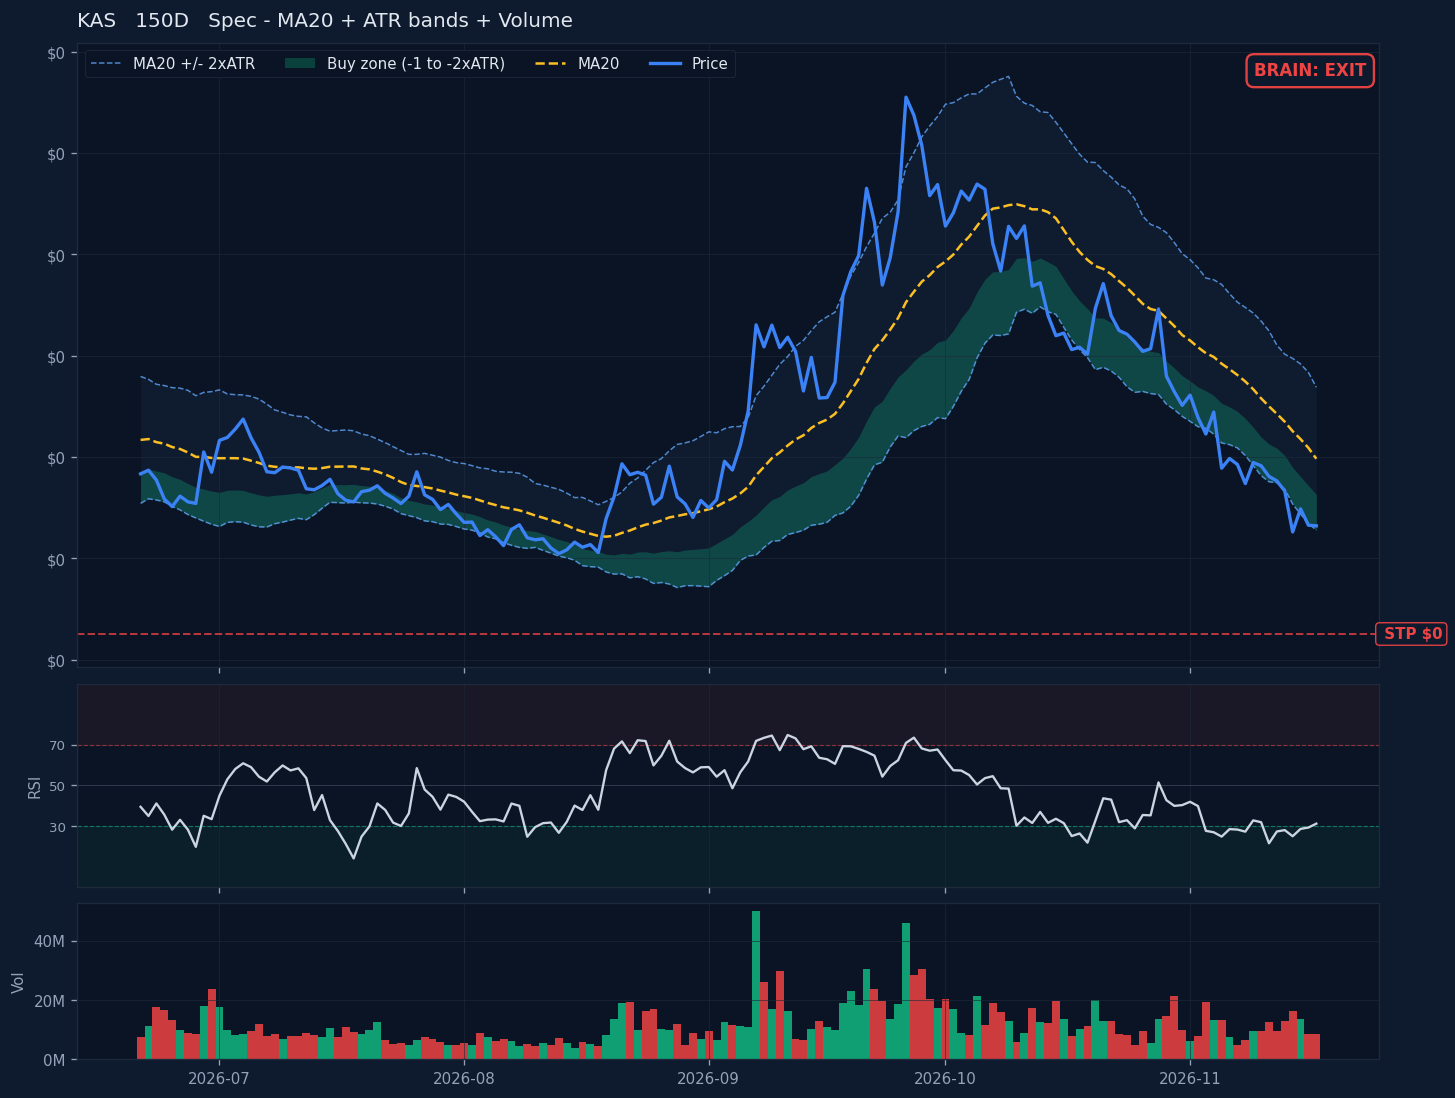 KAS 150D Spec - MA20 + ATR bands + Volume
MA20 +/- 2xATR
Buy zone (-1 to -2xATR)
MA20
Price
BRAIN: EXIT
$0
$0
$0
$0
$0
$0
$0
STP $0
RSI
70
50
30
Vol
40M
20M
0M
2026-07
2026-08
2026-09
2026-10
2026-11